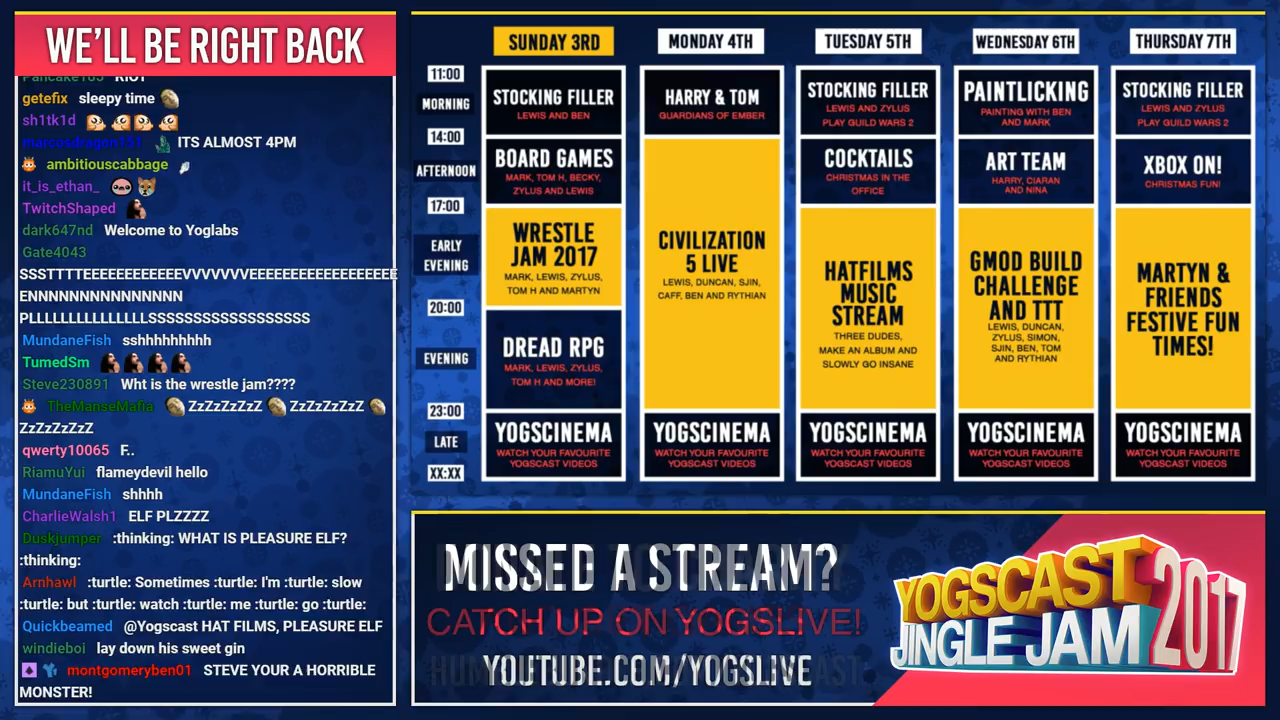 WE'LL BE RIGHT BACK
Pancake163 RIOT
getefix sleepy time
sh1tk1d
marcosdragon151 ITS ALMOST 4PM
ambitiouscabbage
it_is_ethan_
TwitchShaped
dark647nd Welcome to Yoglabs
Gate4043
SSSTTTTEEEEEEEEEEEEVVVVVVVEEEEEEEEEEEEEEEEEE
ENNNNNNNNNNNNNNN
PLLLLLLLLLLLLLLLSSSSSSSSSSSSSSSSSS
MundaneFish sshhhhhhhhh
TumedSm
Steve230891 Wht is the wrestle jam????
TheManseMafia ZzZzZzZzZ ZzZzZzZzZ
ZzZzZzZzZ
qwerty10065 F..
RiamuYui flameydevil hello
MundaneFish shhhh
CharlieWalsh1 ELF PLZZZZ
Duskjumper :thinking: WHAT IS PLEASURE ELF?
:thinking:
Arnhawl :turtle: Sometimes :turtle: I'm :turtle: slow
:turtle: but :turtle: watch :turtle: me :turtle: go :turtle:
Quickbeamed @Yogscast HAT FILMS, PLEASURE ELF
windieboi lay down his sweet gin
montgomeryben01 STEVE YOUR A HORRIBLE
MONSTER!
11:00
MORNING
14:00
AFTERNOON
17:00
EARLY
EVENING
20:00
EVENING
23:00
LATE
XX:XX
SUNDAY 3RD
STOCKING FILLER
LEWIS AND BEN
BOARD GAMES
MARK, TOM H, BECKY,
ZYLUS AND LEWIS
WRESTLE
JAM 2017
MARK, LEWIS, ZYLUS,
TOM H AND MARTYN
DREAD RPG
MARK, LEWIS, ZYLUS,
TOM H AND MORE!
YOGSCINEMA
WATCH YOUR FAVOURITE
YOGSCAST VIDEOS
MONDAY 4TH
HARRY & TOM
GUARDIANS OF EMBER
CIVILIZATION
5 LIVE
LEWIS, DUNCAN, SJIN,
CAFF, BEN AND RYTHIAN
YOGSCINEMA
WATCH YOUR FAVOURITE
YOGSCAST VIDEOS
TUESDAY 5TH
STOCKING FILLER
LEWIS AND ZYLUS
PLAY GUILD WARS 2
COCKTAILS
CHRISTMAS IN THE
OFFICE
HATFILMS
MUSIC
STREAM
THREE DUDES,
MAKE AN ALBUM AND
SLOWLY GO INSANE
YOGSCINEMA
WATCH YOUR FAVOURITE
YOGSCAST VIDEOS
WEDNESDAY 6TH
PAINTLICKING
PAINTING WITH BEN
AND MARK
ART TEAM
HARRY, CIARAN
AND NINA
GMOD BUILD
CHALLENGE
AND TTT
LEWIS, DUNCAN,
ZYLUS, SIMON,
SJIN, BEN, TOM
AND RYTHIAN
YOGSCINEMA
WATCH YOUR FAVOURITE
YOGSCAST VIDEOS
THURSDAY 7TH
STOCKING FILLER
LEWIS AND ZYLUS
PLAY GUILD WARS 2
XBOX ON!
CHRISTMAS FUN!
MARTYN &
FRIENDS
FESTIVE FUN
TIMES!
YOGSCINEMA
WATCH YOUR FAVOURITE
YOGSCAST VIDEOS
MISSED A STREAM?
CATCH UP ON YOGSLIVE!
YOUTUBE.COM/YOGSLIVE
YOGSCAST
JINGLE JAM 2017